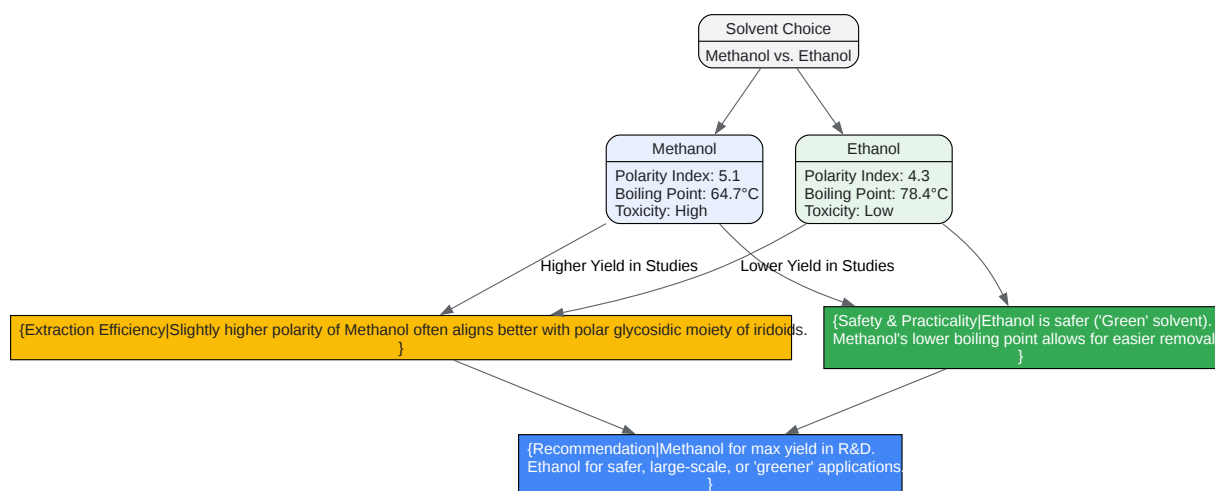 Solvent Choice
Methanol vs. Ethanol
Methanol
Polarity Index: 5.1
Boiling Point: 64.7°C
Toxicity: High
Ethanol
Polarity Index: 4.3
Boiling Point: 78.4°C
Toxicity: Low
Higher Yield in Studies
Lower Yield in Studies
{Extraction Efficiency|Slightly higher polarity of Methanol often aligns better with polar glycosidic moiety of iridoids.
}
{Safety & Practicality|Ethanol is safer ('Green' solvent).
Methanol's lower boiling point allows for easier removal
}
{Recommendation|Methanol for max yield in R&D.
Ethanol for safer, large-scale, or 'greener' applications.
}